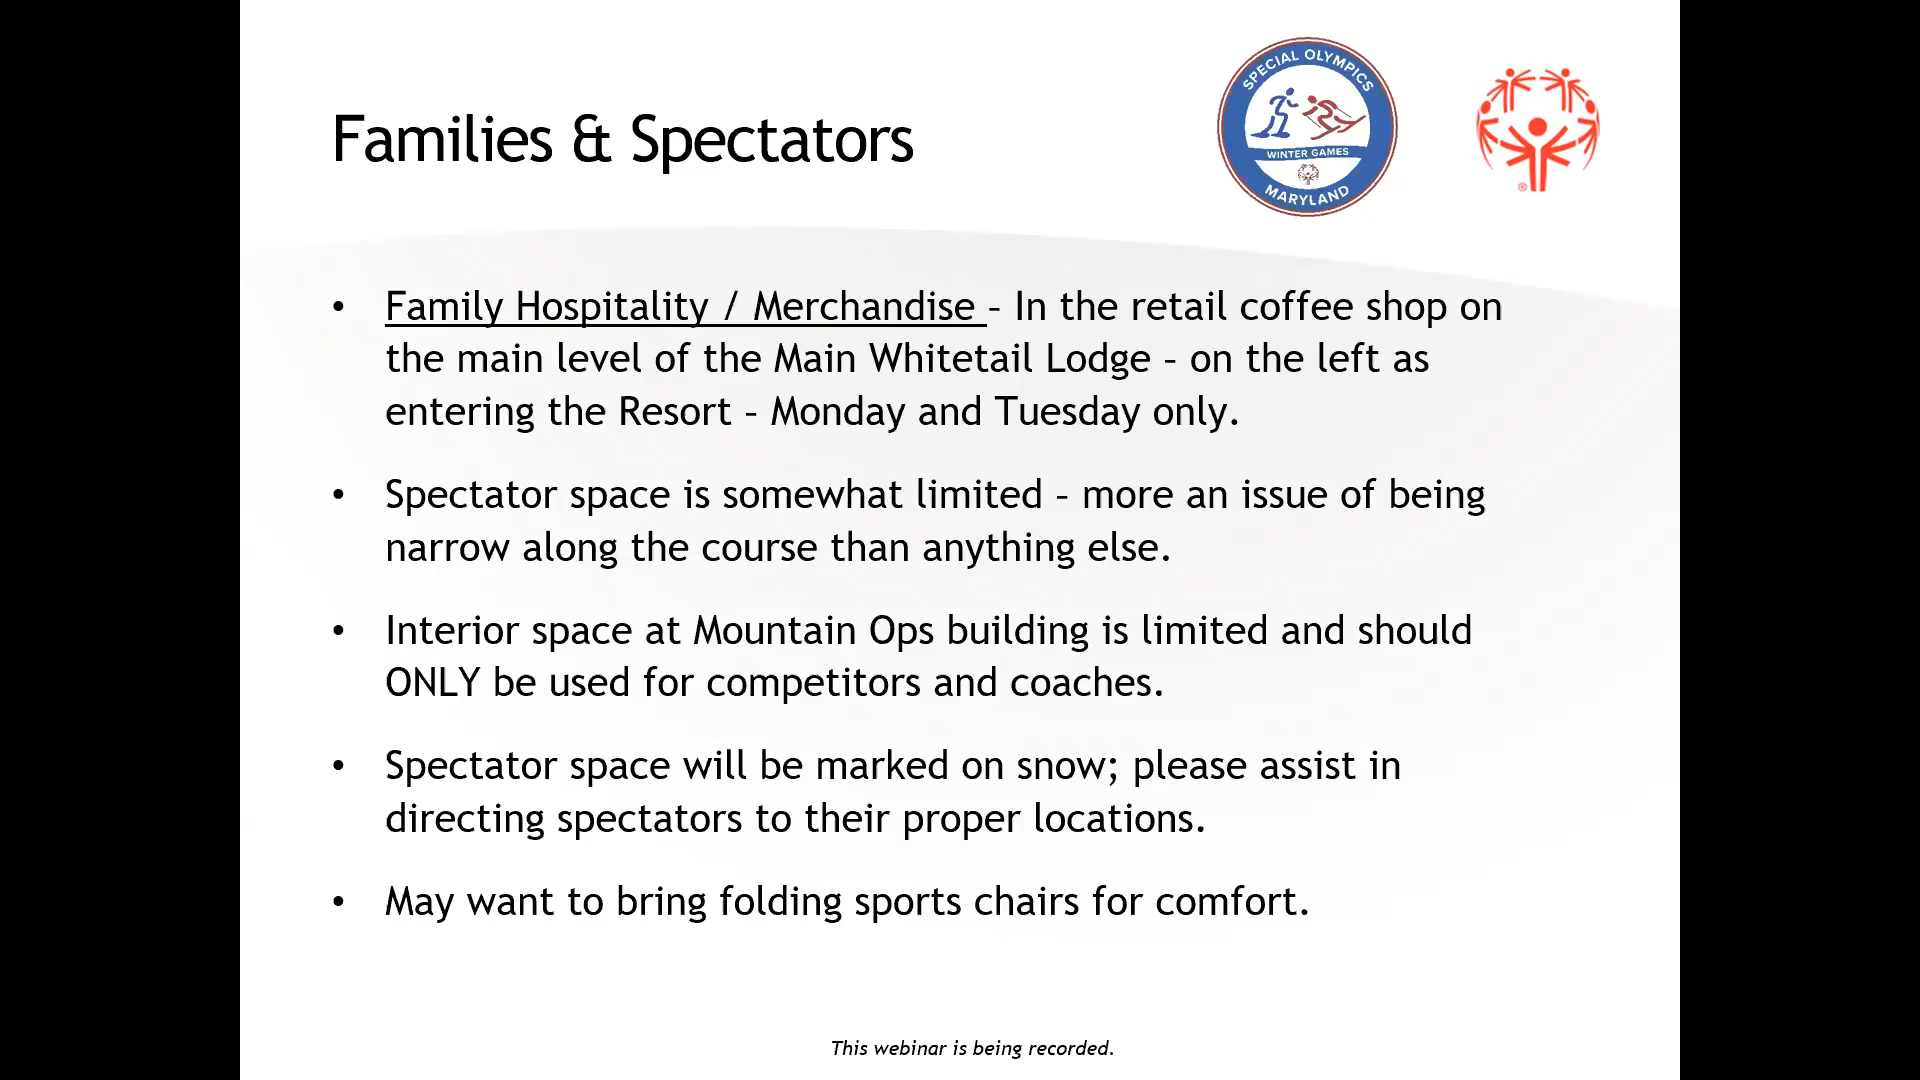 Families & Spectators
SPECIAL OLYMPICS
WINTER GAMES
MARYLAND
®
• Family Hospitality / Merchandise – In the retail coffee shop on
the main level of the Main Whitetail Lodge – on the left as
entering the Resort – Monday and Tuesday only.
• Spectator space is somewhat limited – more an issue of being
narrow along the course than anything else.
• Interior space at Mountain Ops building is limited and should
ONLY be used for competitors and coaches.
• Spectator space will be marked on snow; please assist in
directing spectators to their proper locations.
• May want to bring folding sports chairs for comfort.
This webinar is being recorded.